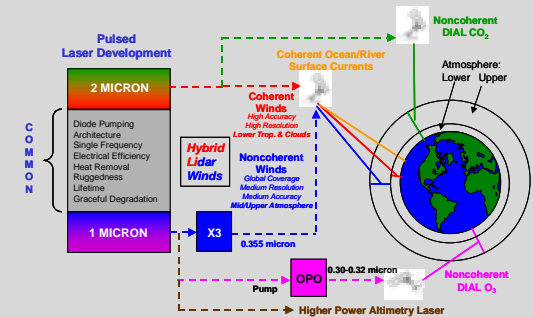 Pulsed
Laser Development
2 MICRON
COMMON
Diode Pumping
Architecture
Single Frequency
Electrical Efficiency
Heat Removal
Ruggedness
Lifetime
Graceful Degradation
1 MICRON
Hybrid
Lidar
Winds
X3
0.355 micron
Coherent Ocean/River
Surface Currents
Coherent
Winds
High Accuracy
High Resolution
Lower Trop. & Clouds
Noncoherent
Winds
Global Coverage
Medium Resolution
Medium Accuracy
Mid/Upper Atmosphere
Noncoherent
DIAL CO2
Atmosphere:
Lower Upper
Pump
OPO
0.30-0.32 micron
Noncoherent
DIAL O3
Higher Power Altimetry Laser